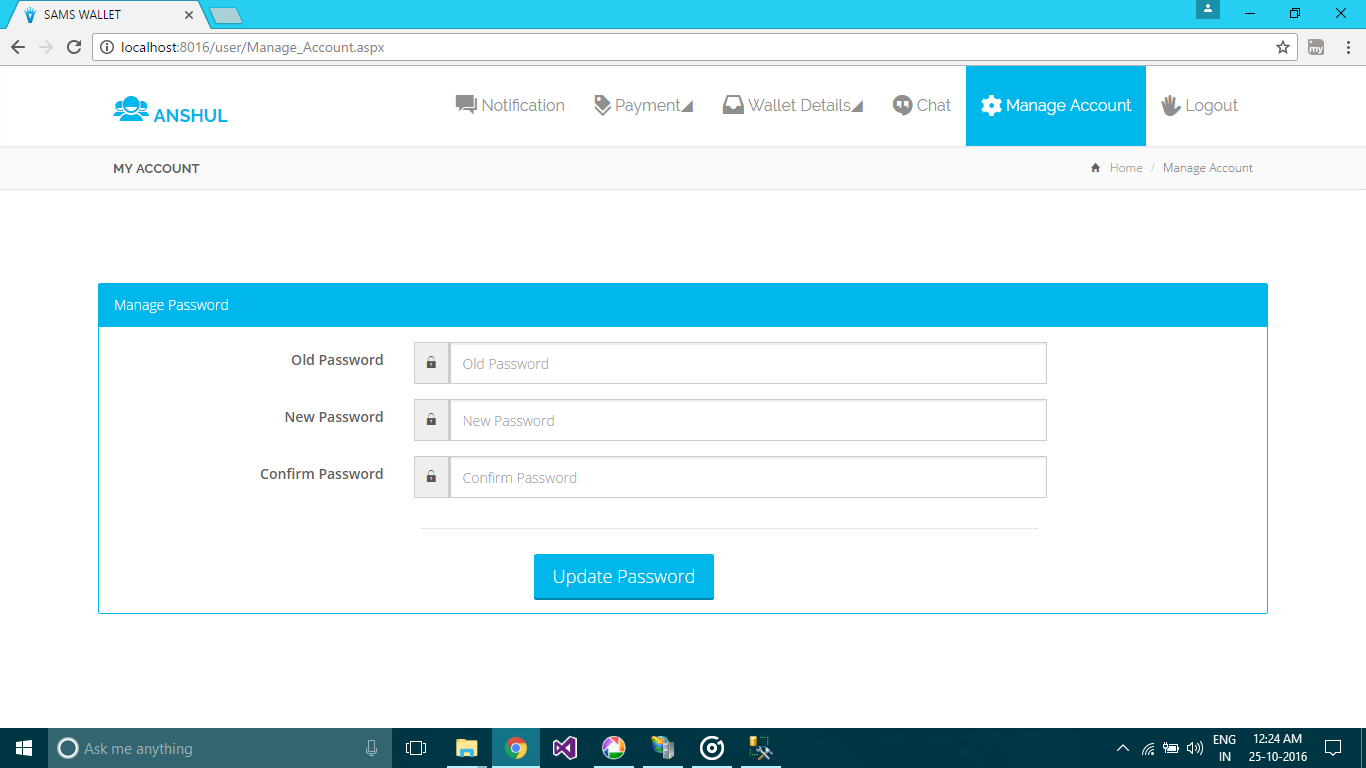 SAMS WALLET
localhost:8016/user/Manage_Account.aspx
my
ANSHUL
Notification
Payment
Wallet Details
Chat
Manage Account
Logout
MY ACCOUNT
Home / Manage Account
Manage Password
Old Password
Old Password
New Password
New Password
Confirm Password
Confirm Password
Update Password
Ask me anything
ENG
IN
12:24 AM
25-10-2016